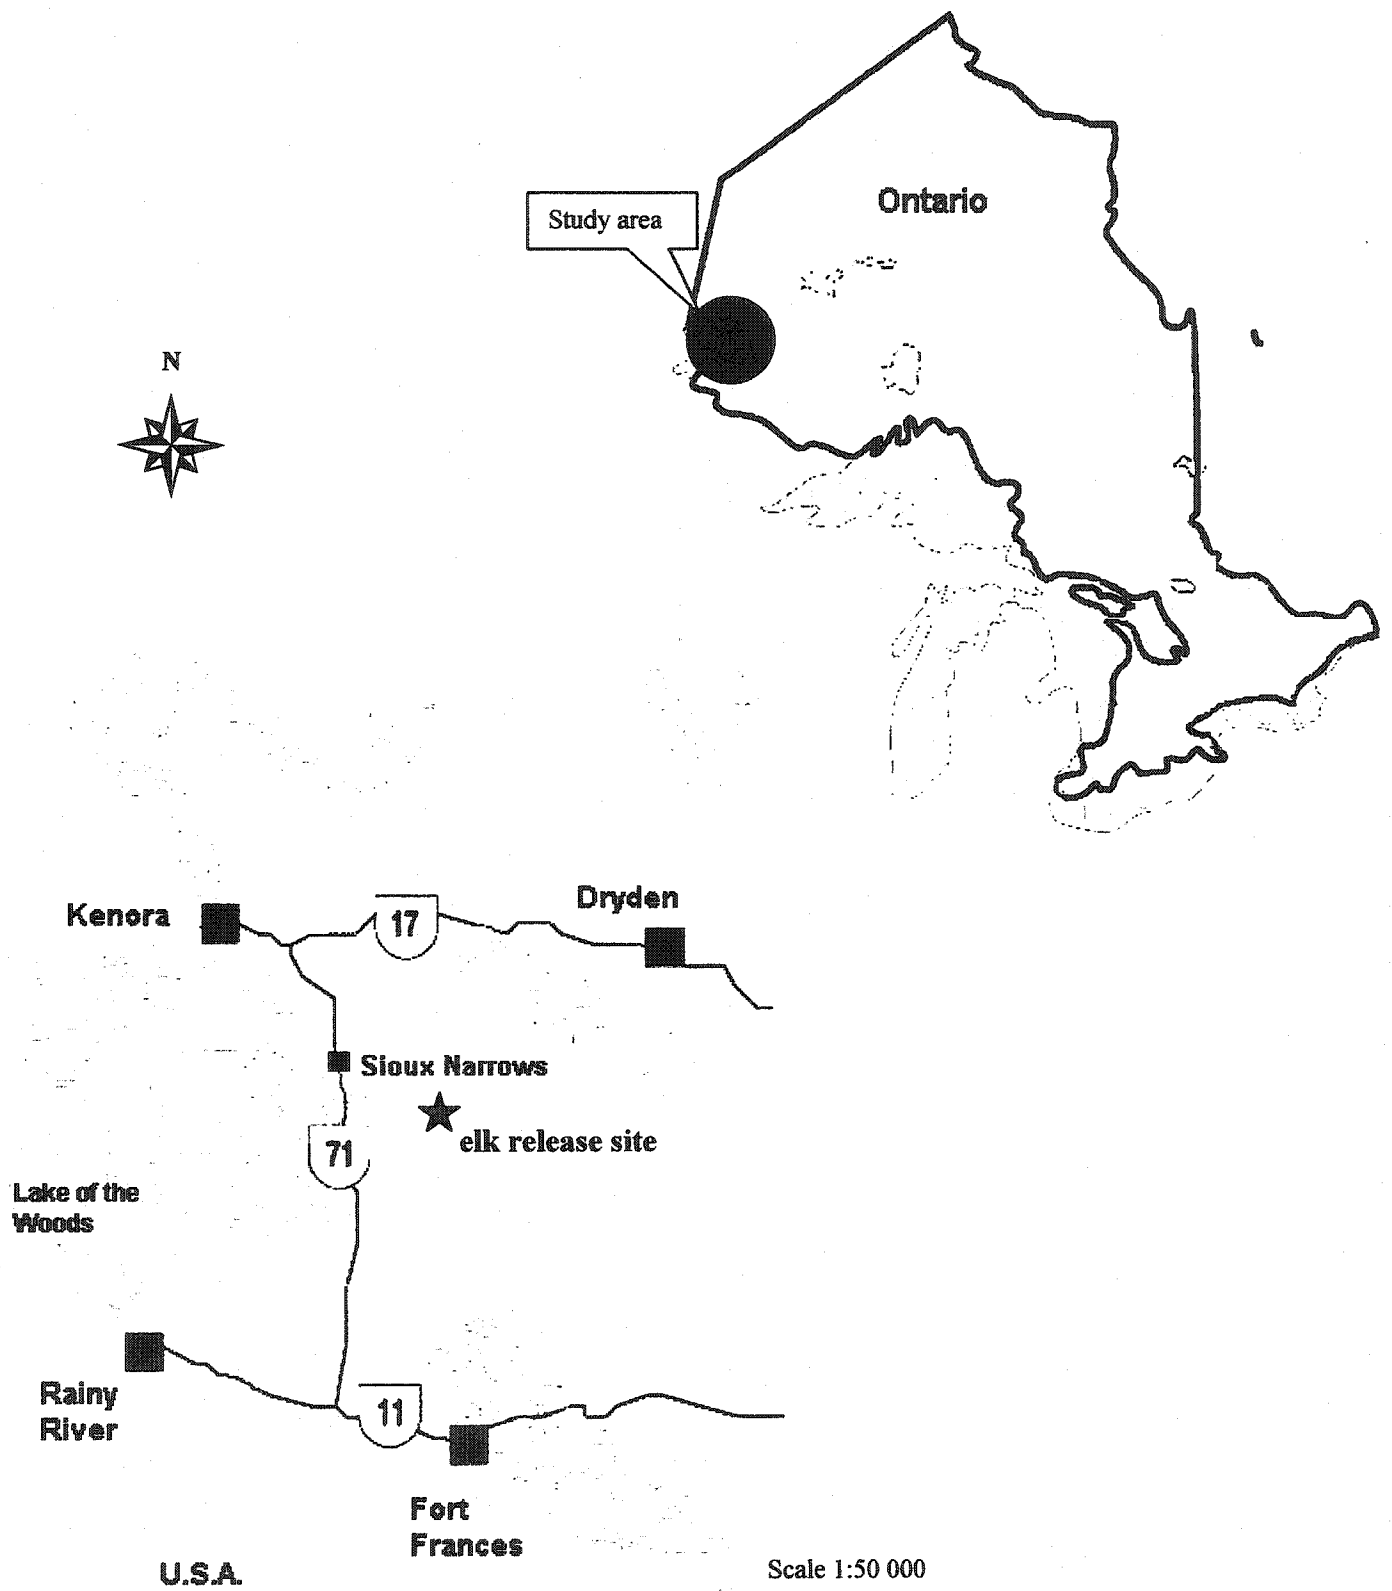 Ontario
Study area
N
Kenora
17
Dryden
Sioux Narrows
elk release site
71
Lake of the
Woods
Rainy
River
11
Fort
Frances
U.S.A.
Scale 1:50 000